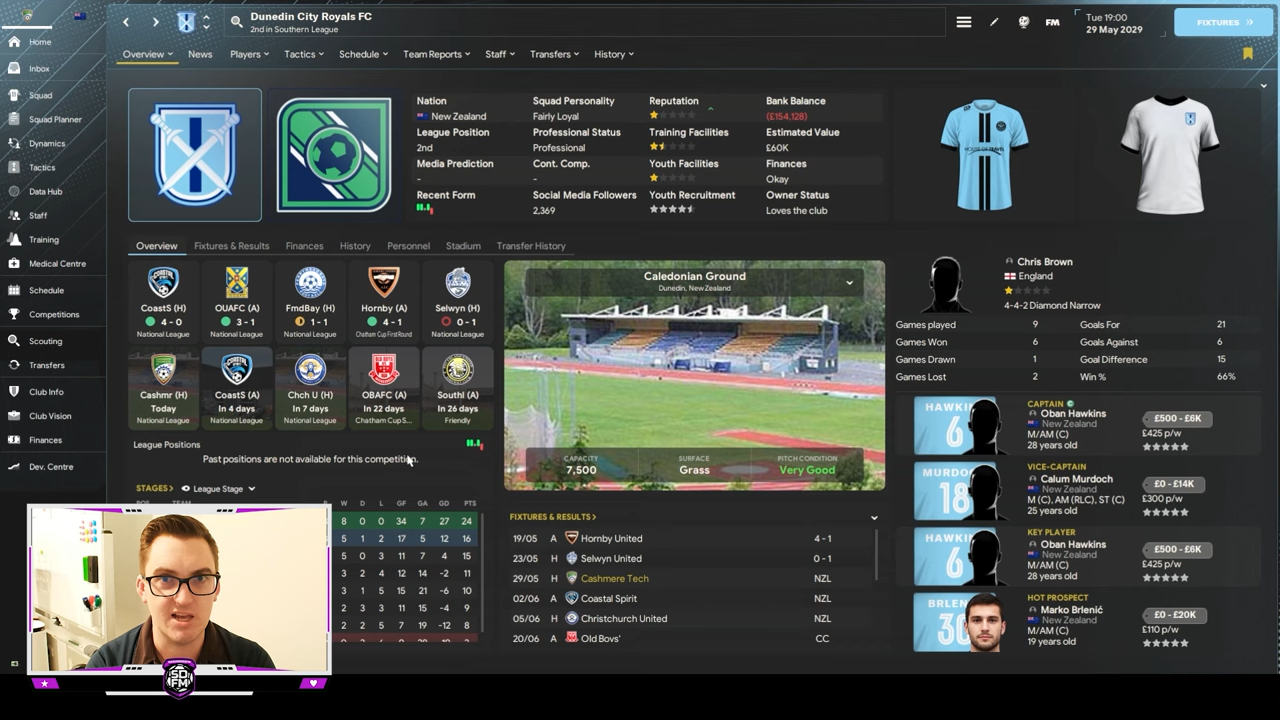 Dunedin City Royals FC
2nd in Southern League
FM
Tue 19:00
29 May 2029
FIXTURES
Overview
News
Players
Tactics
Schedule
Team Reports
Staff
Transfers
History
Home
Inbox
Squad
Squad Planner
Dynamics
Tactics
Data Hub
Staff
Training
Medical Centre
Schedule
Competitions
Scouting
Transfers
Club Info
Club Vision
Finances
Dev. Centre
Nation
New Zealand
League Position
2nd
Media Prediction
-
Recent Form
Squad Personality
Fairly Loyal
Professional Status
Professional
Cont. Comp.
-
Social Media Followers
2,369
Reputation
Training Facilities
Youth Facilities
Youth Recruitment
Bank Balance
(£154,128)
Estimated Value
£60K
Finances
Okay
Owner Status
Loves the club
HOUSE OF TRAVEL
Overview
Fixtures & Results
Finances
History
Personnel
Stadium
Transfer History
CoastS (H)
4 - 0
National League
OUAFC (A)
3 - 1
National League
FmdBay (H)
1 - 1
National League
Hornby (A)
4 - 1
Chatham Cup First Round
Selwyn (H)
0 - 1
National League
Cashmr (H)
Today
National League
CoastS (A)
In 4 days
National League
Chch U (H)
In 7 days
National League
OBAFC (A)
In 22 days
Chatham Cup S...
Southl (A)
In 26 days
Friendly
League Positions
Past positions are not available for this competition.
STAGES > League Stage
W D L GF GA GD PTS
8 0 0 34 7 27 24
5 1 2 17 5 12 16
5 0 3 11 7 4 15
3 2 4 12 14 -2 11
3 1 5 15 21 -6 10
2 3 3 11 15 -4 9
2 2 5 7 19 -12 8
SD
FM
Caledonian Ground
Dunedin, New Zealand
CAPACITY
7,500
SURFACE
Grass
PITCH CONDITION
Very Good
FIXTURES & RESULTS >
19/05 A Hornby United 4 - 1
23/05 H Selwyn United 0 - 1
29/05 H Cashmere Tech NZL
02/06 A Coastal Spirit NZL
05/06 H Christchurch United NZL
20/06 A Old Boys' CC
Chris Brown
England
4-4-2 Diamond Narrow
Games played 9
Games Won 6
Games Drawn 1
Games Lost 2
Goals For 21
Goals Against 6
Goal Difference 15
Win % 66%
HAWKI
6
CAPTAIN C
Oban Hawkins
New Zealand
M/AM (C)
28 years old
£500 - £6K
£425 p/w
MURDO
18
VICE-CAPTAIN
Calum Murdoch
New Zealand
M (C), AM (RLC), ST (C)
25 years old
£0 - £14K
£300 p/w
HAWKI
6
KEY PLAYER
Oban Hawkins
New Zealand
M/AM (C)
28 years old
£500 - £6K
£425 p/w
BRLEN
30
HOT PROSPECT
Marko Brlenić
New Zealand
M/AM (C)
19 years old
£0 - £20K
£110 p/w